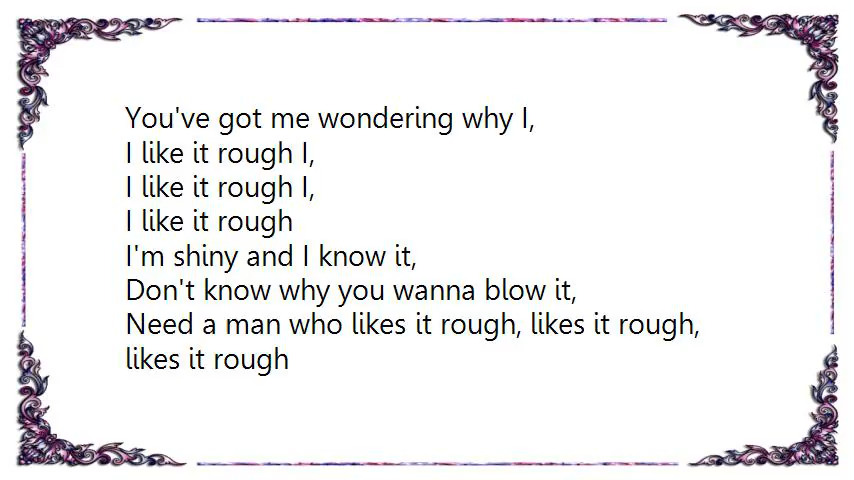 You've got me wondering why I,
I like it rough I,
I like it rough I,
I like it rough
I'm shiny and I know it,
Don't know why you wanna blow it,
Need a man who likes it rough, likes it rough,
likes it rough